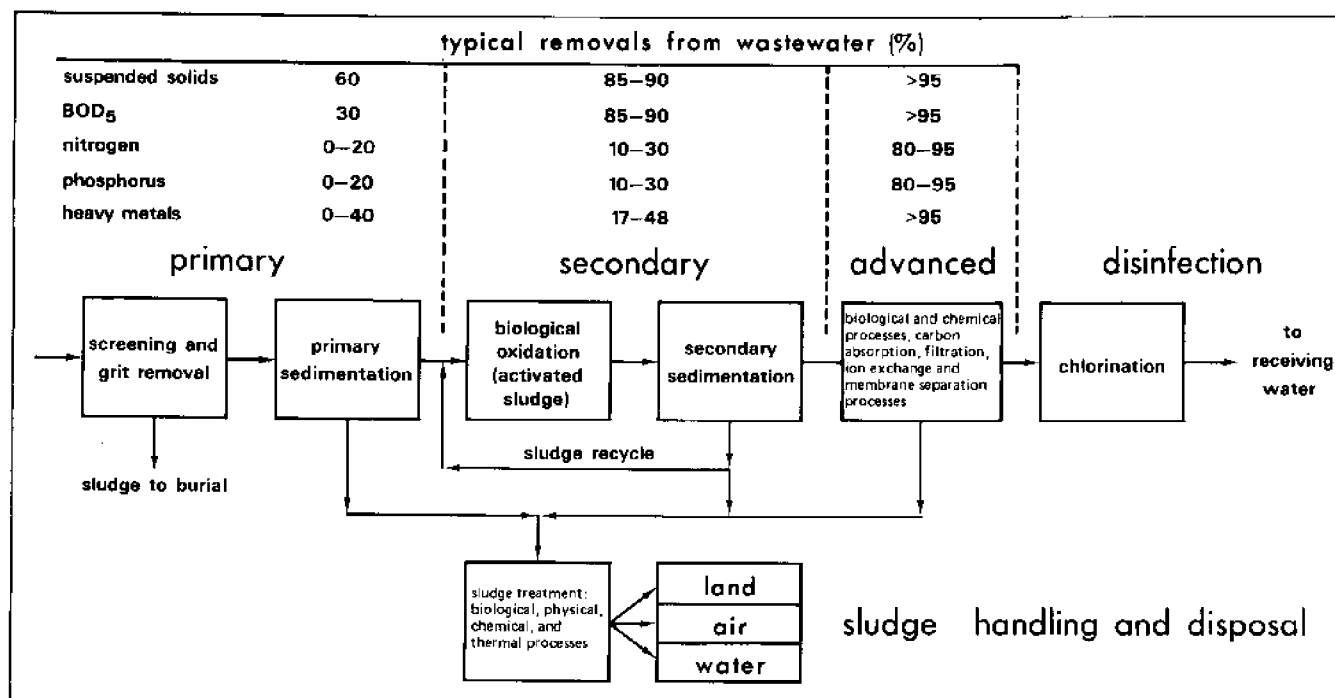 typical removals from wastewater (%)
suspended solids 60 85–90 >95
BOD5 30 85–90 >95
nitrogen 0–20 10–30 80–95
phosphorus 0–20 10–30 80–95
heavy metals 0–40 17–48 >95
primary secondary advanced disinfection
screening and
grit removal
primary
sedimentation
biological
oxidation
(activated
sludge)
secondary
sedimentation
biological and chemical
processes, carbon
absorption, filtration,
ion exchange and
membrane separation
processes
chlorination
to
receiving
water
sludge recycle
sludge to burial
sludge treatment:
biological, physical,
chemical, and
thermal processes
land
air
water
sludge handling and disposal